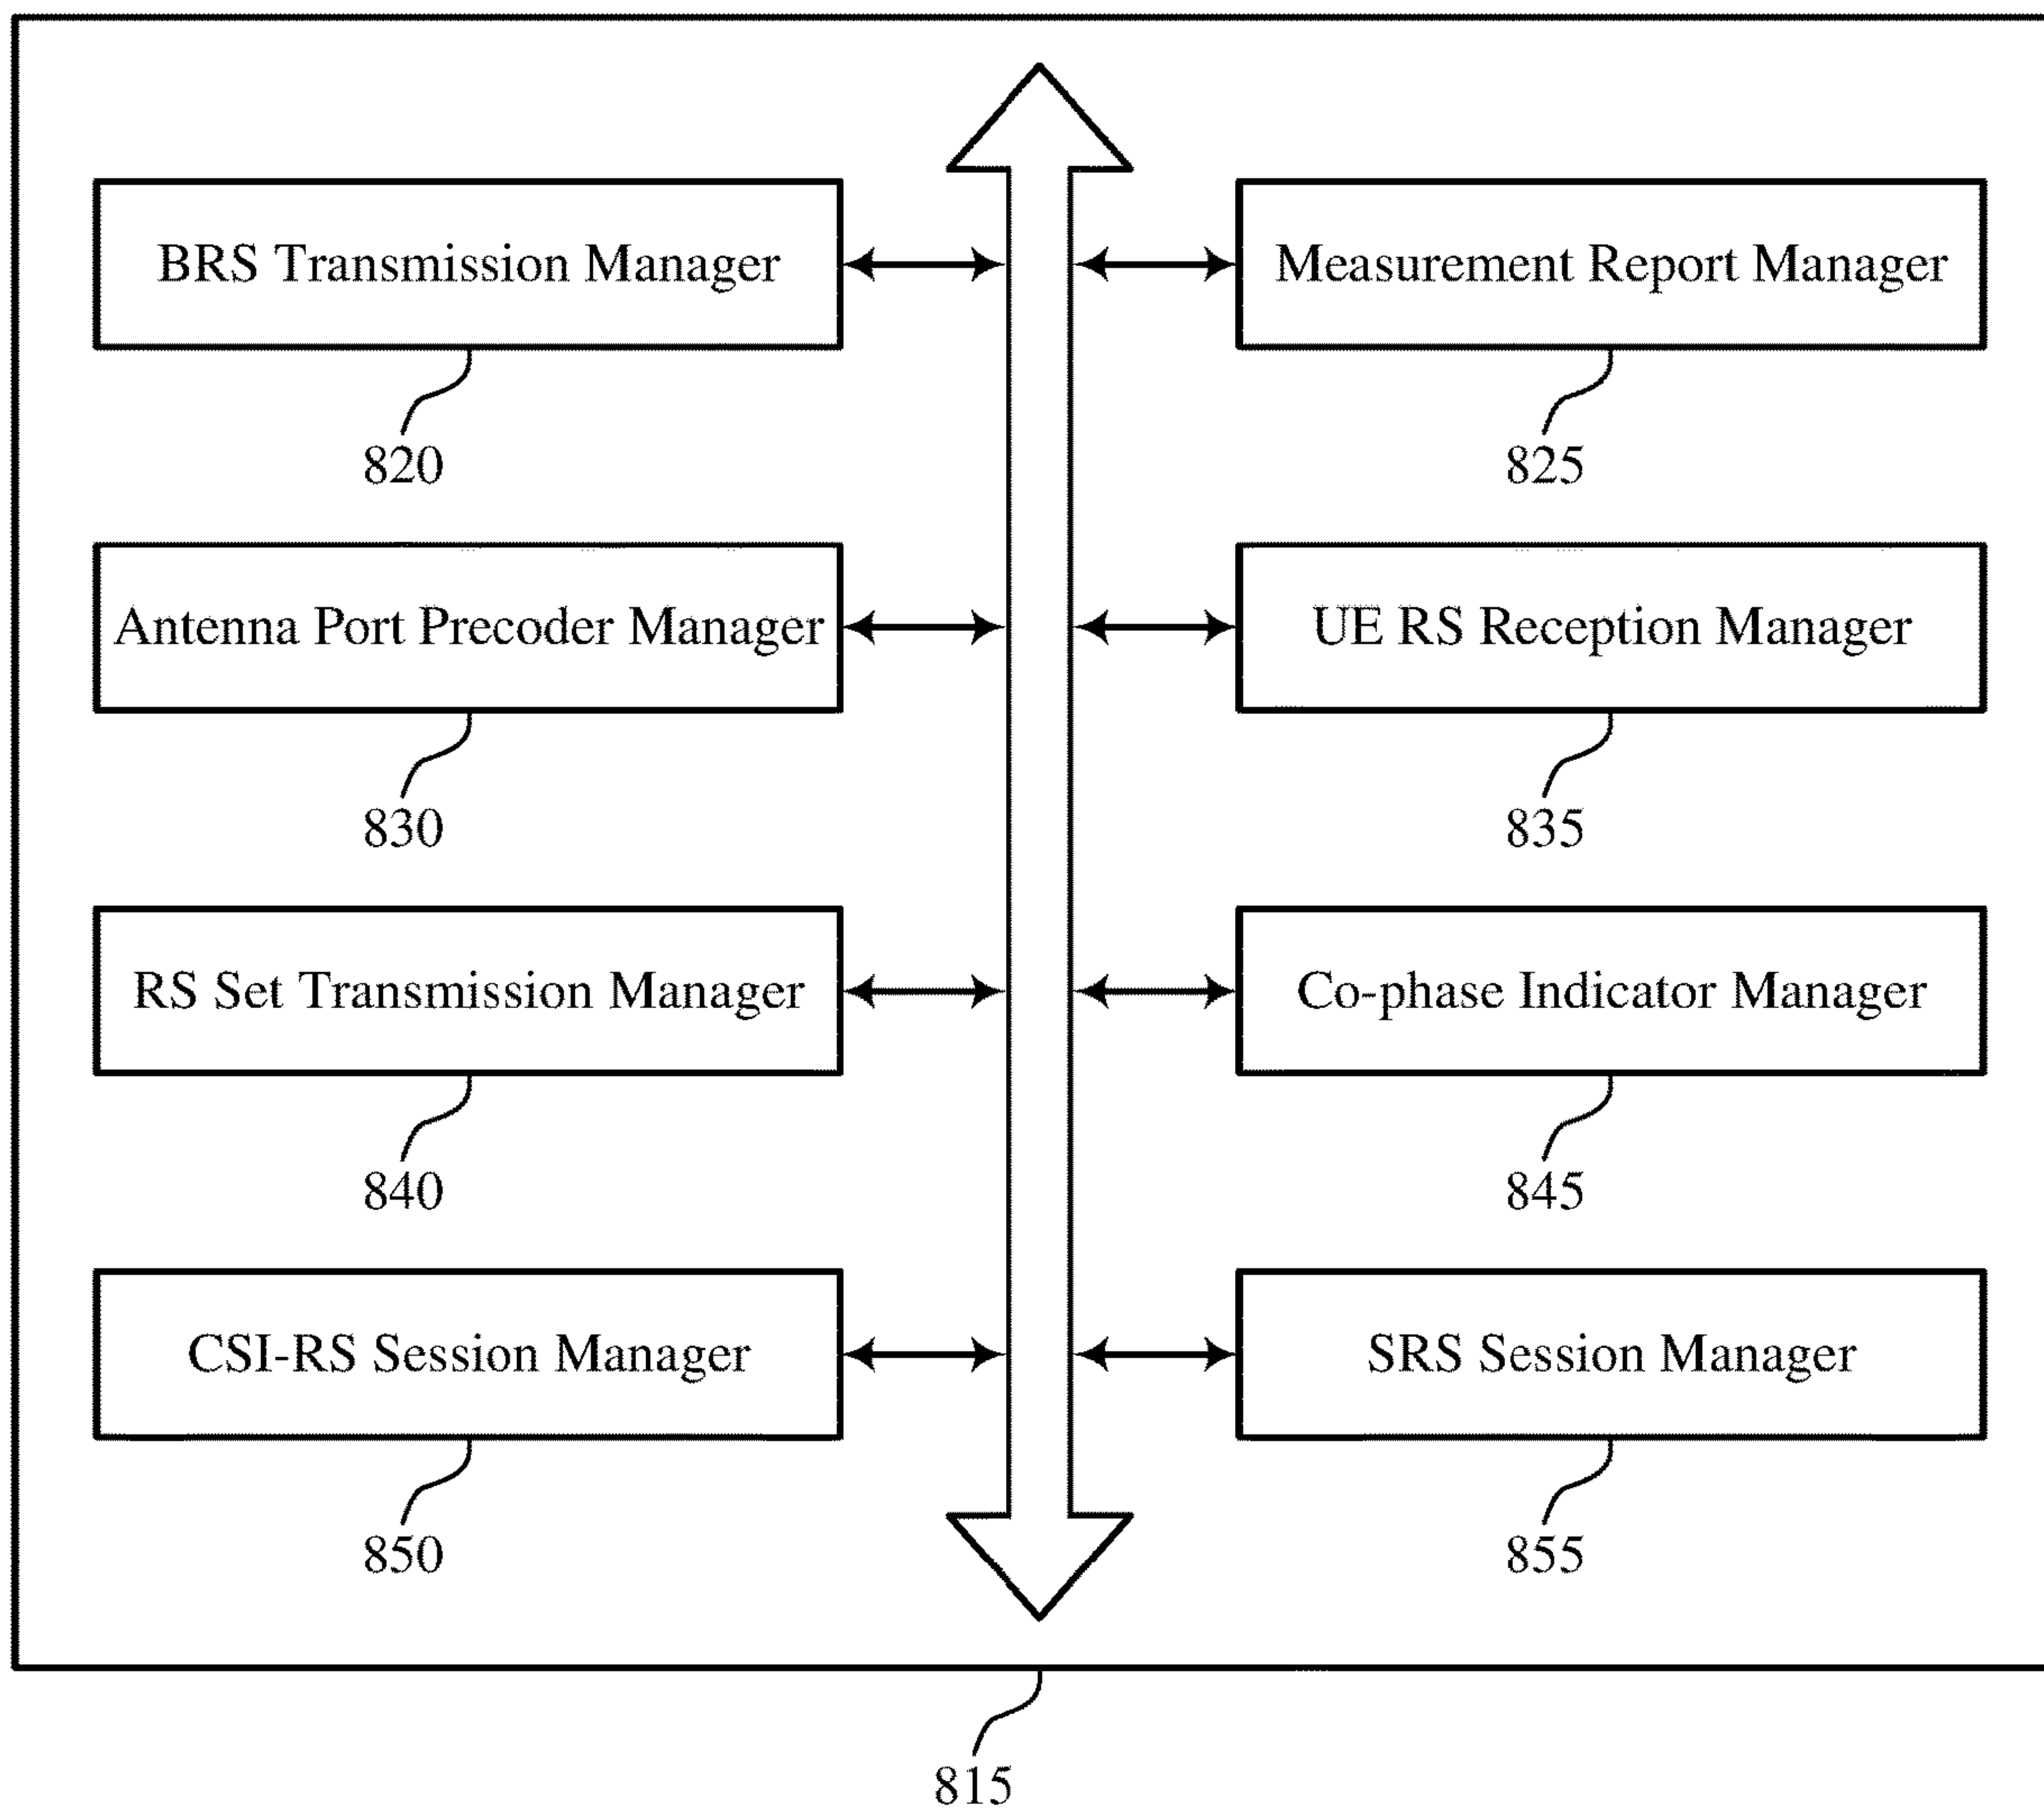 BRS Transmission Manager
Measurement Report Manager
820
825
Antenna Port Precoder Manager
UE RS Reception Manager
830
835
RS Set Transmission Manager
Co-phase Indicator Manager
840
845
CSI-RS Session Manager
SRS Session Manager
850
855
815